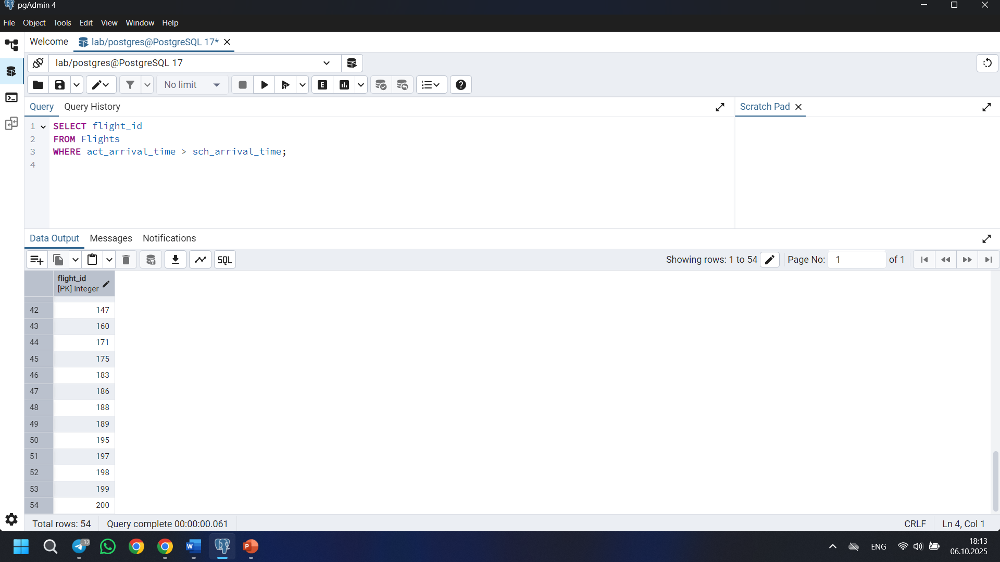 pgAdmin 4
File Object Tools Edit View Window Help
Welcome lab/postgres@PostgreSQL 17*
lab/postgres@PostgreSQL 17
No limit
E
SQL
Query Query History
Scratch Pad
1 SELECT flight_id
2 FROM Flights
3 WHERE act_arrival_time > sch_arrival_time;
4
Data Output Messages Notifications
SQL Showing rows: 1 to 54 Page No: 1 of 1
flight_id
[PK] integer
42 147
43 160
44 171
45 175
46 183
47 186
48 188
49 189
50 195
51 197
52 198
53 199
54 200
Total rows: 54 Query complete 00:00:00.061 CRLF Ln 4, Col 1
..32
W
P
ENG
18:13
06.10.2025